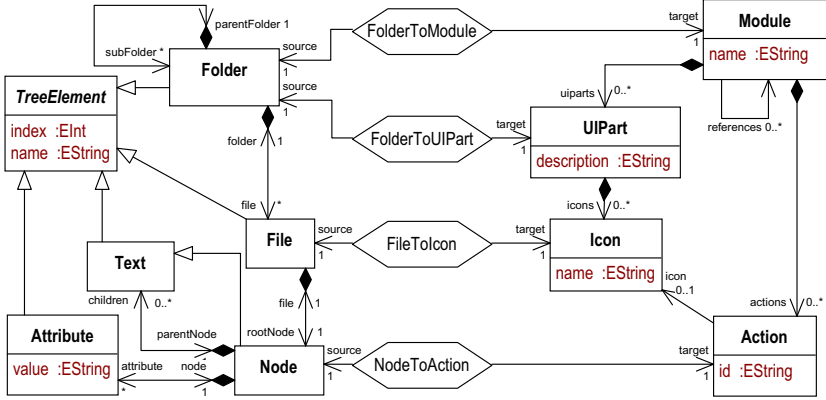 parentFolder 1
subFolder *
Folder
source
1
FolderToModule
target
1
Module
name :EString
references 0..*
TreeElement
index :EInt
name :EString
source
1
FolderToUIPart
target
1
uiparts
0..*
UIPart
description :EString
folder
1
file
*
File
source
1
FileToIcon
target
1
icons
0..*
Icon
name :EString
icon
0..1
Text
children
0..*
file
1
rootNode
1
parentNode
attribute
*
node
1
Attribute
value :EString
Node
source
1
NodeToAction
target
1
actions
0..*
Action
id :EString